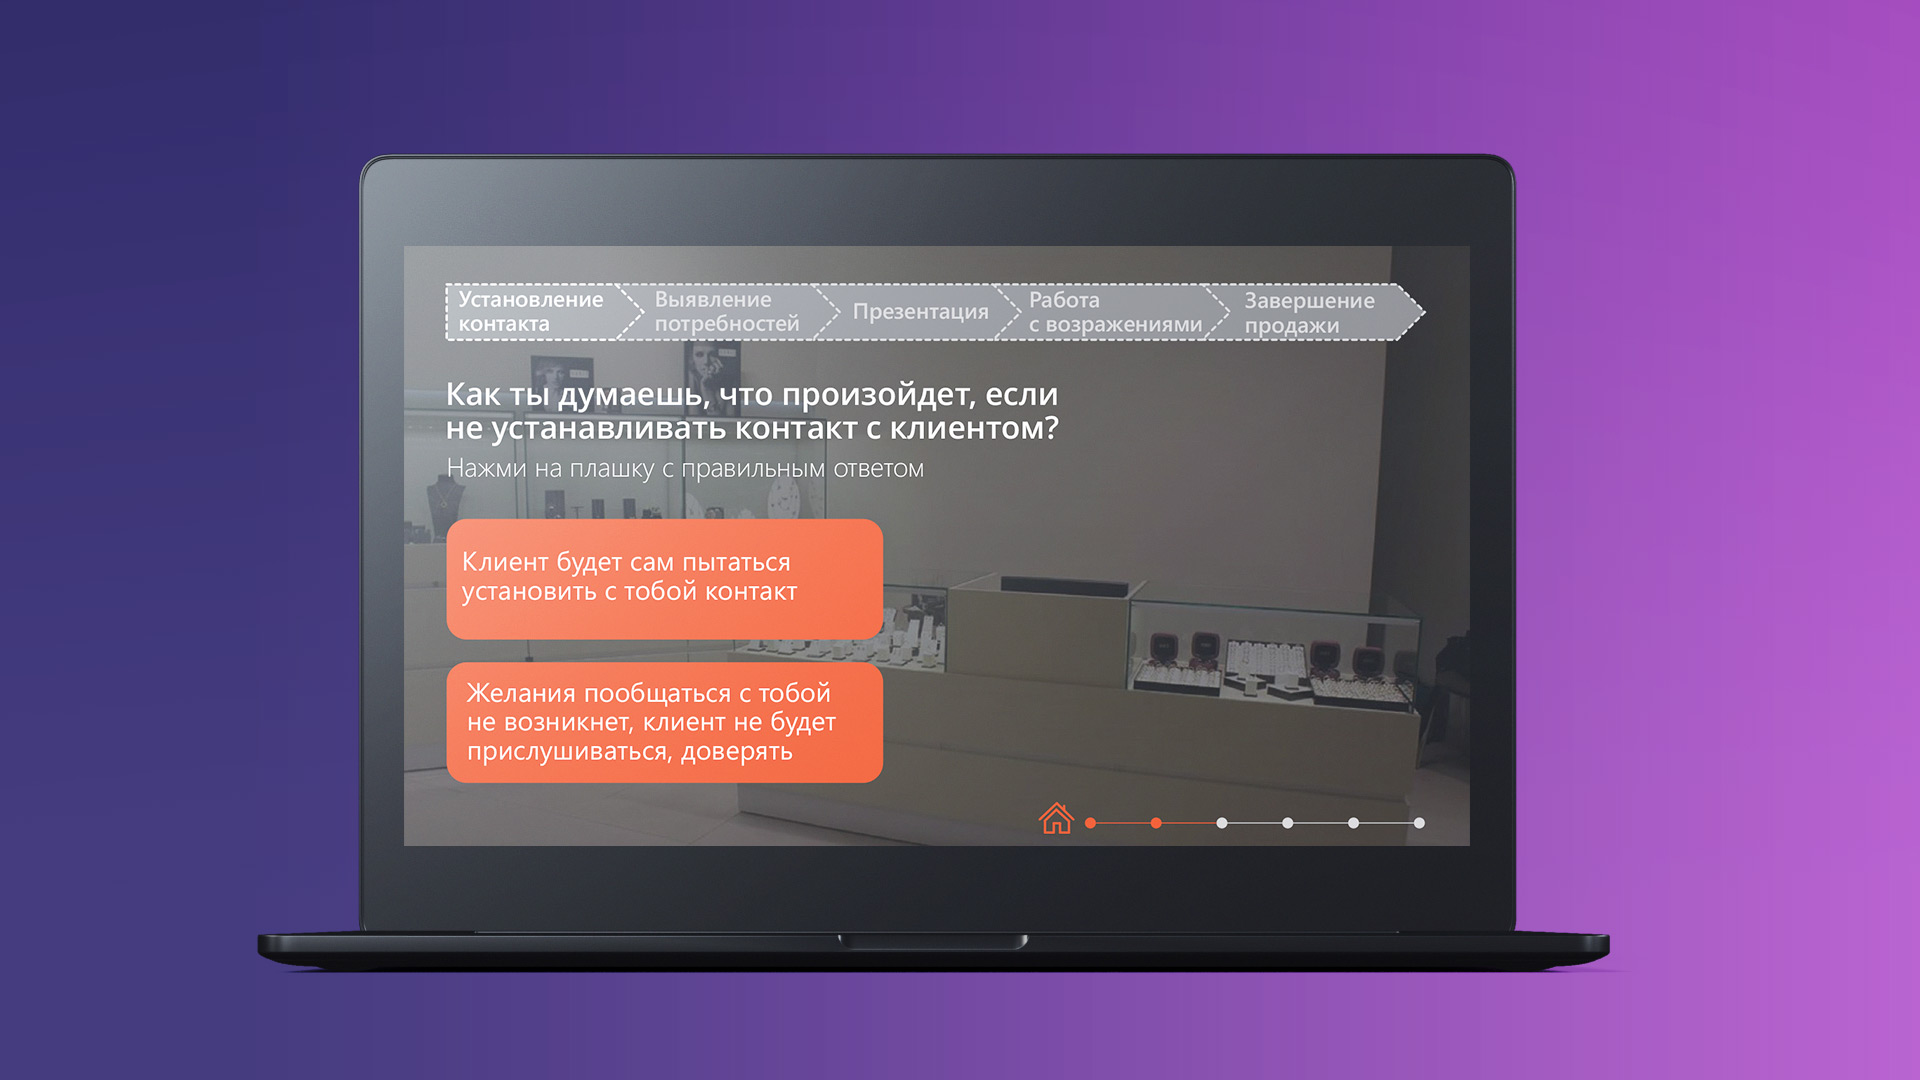 Установление
контакта
Выявление
потребностей
Презентация
Работа
с возражениями
Завершение
продажи
Как ты думаешь, что произойдет, если
не устанавливать контакт с клиентом?
Нажми на плашку с правильным ответом
Клиент будет сам пытаться
установить с тобой контакт
Желания пообщаться с тобой
не возникнет, клиент не будет
прислушиваться, доверять